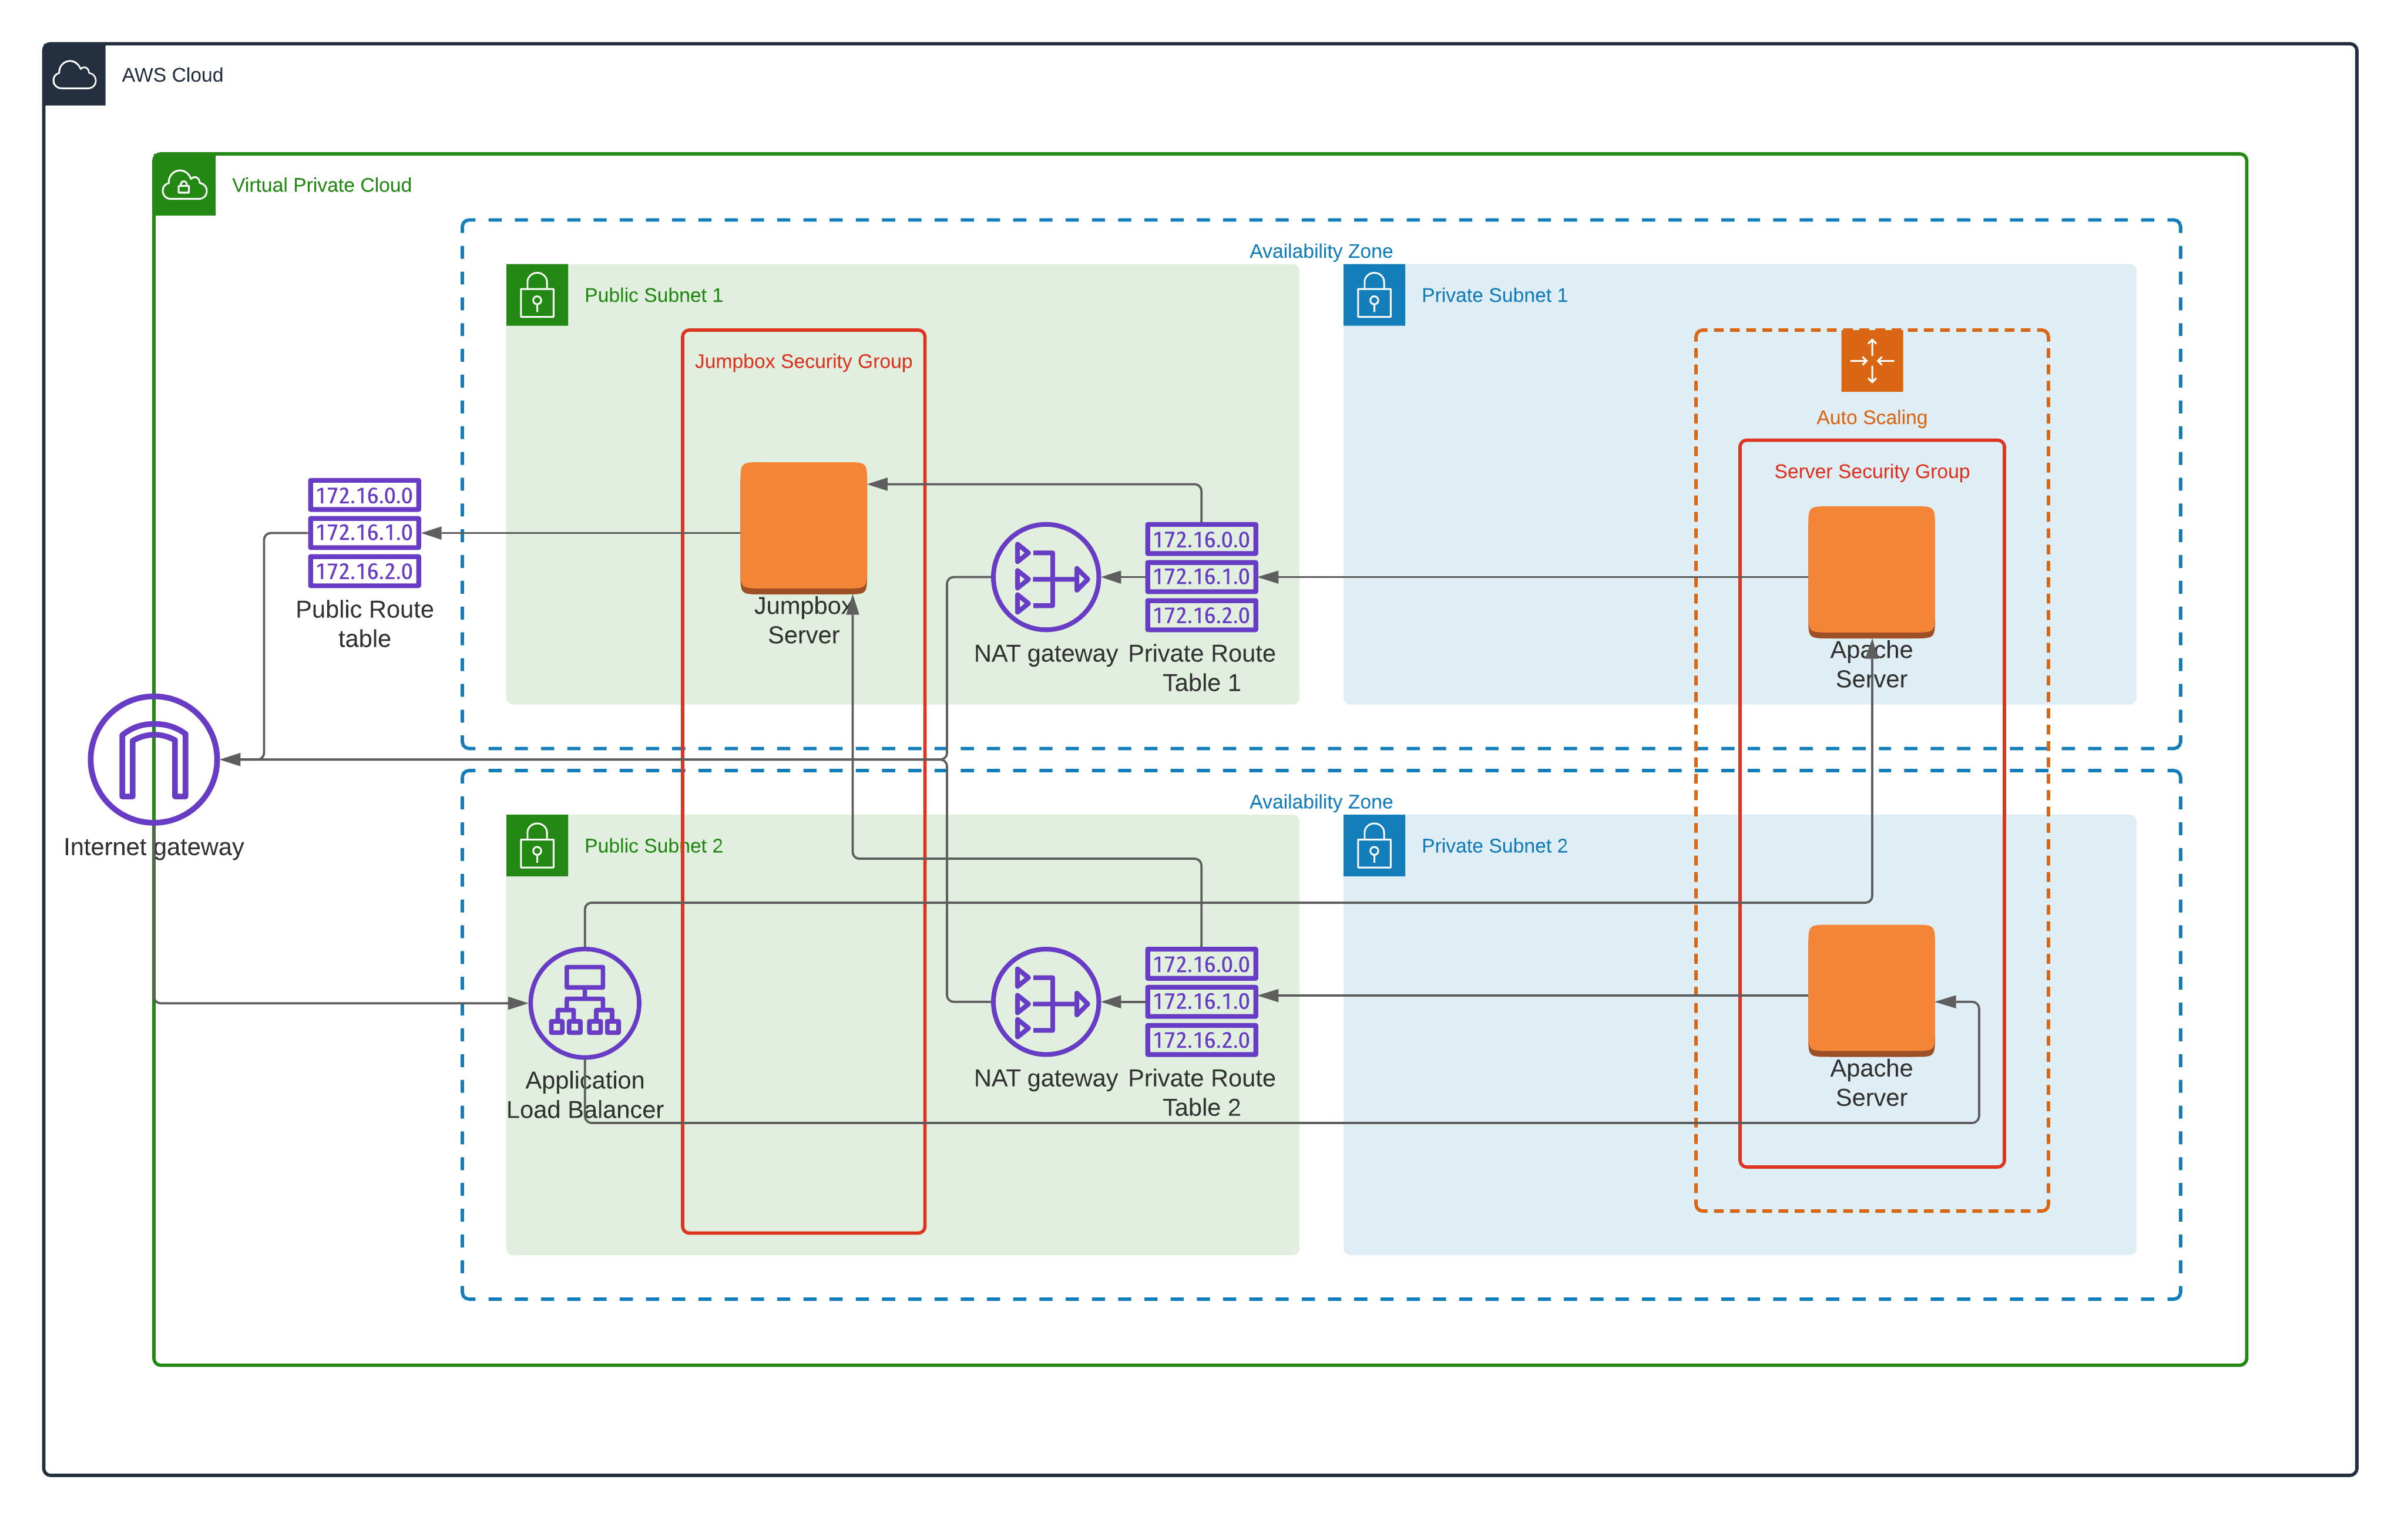 AWS Cloud
Virtual Private Cloud
Availability Zone
Public Subnet 1
Private Subnet 1
Jumpbox Security Group
Auto Scaling
Server Security Group
172.16.0.0
172.16.1.0
172.16.2.0
Public Route
table
Jumpbox
Server
NAT gateway
172.16.0.0
172.16.1.0
172.16.2.0
Private Route
Table 1
Apache
Server
Internet gateway
Availability Zone
Public Subnet 2
Private Subnet 2
Application
Load Balancer
NAT gateway
172.16.0.0
172.16.1.0
172.16.2.0
Private Route
Table 2
Apache
Server